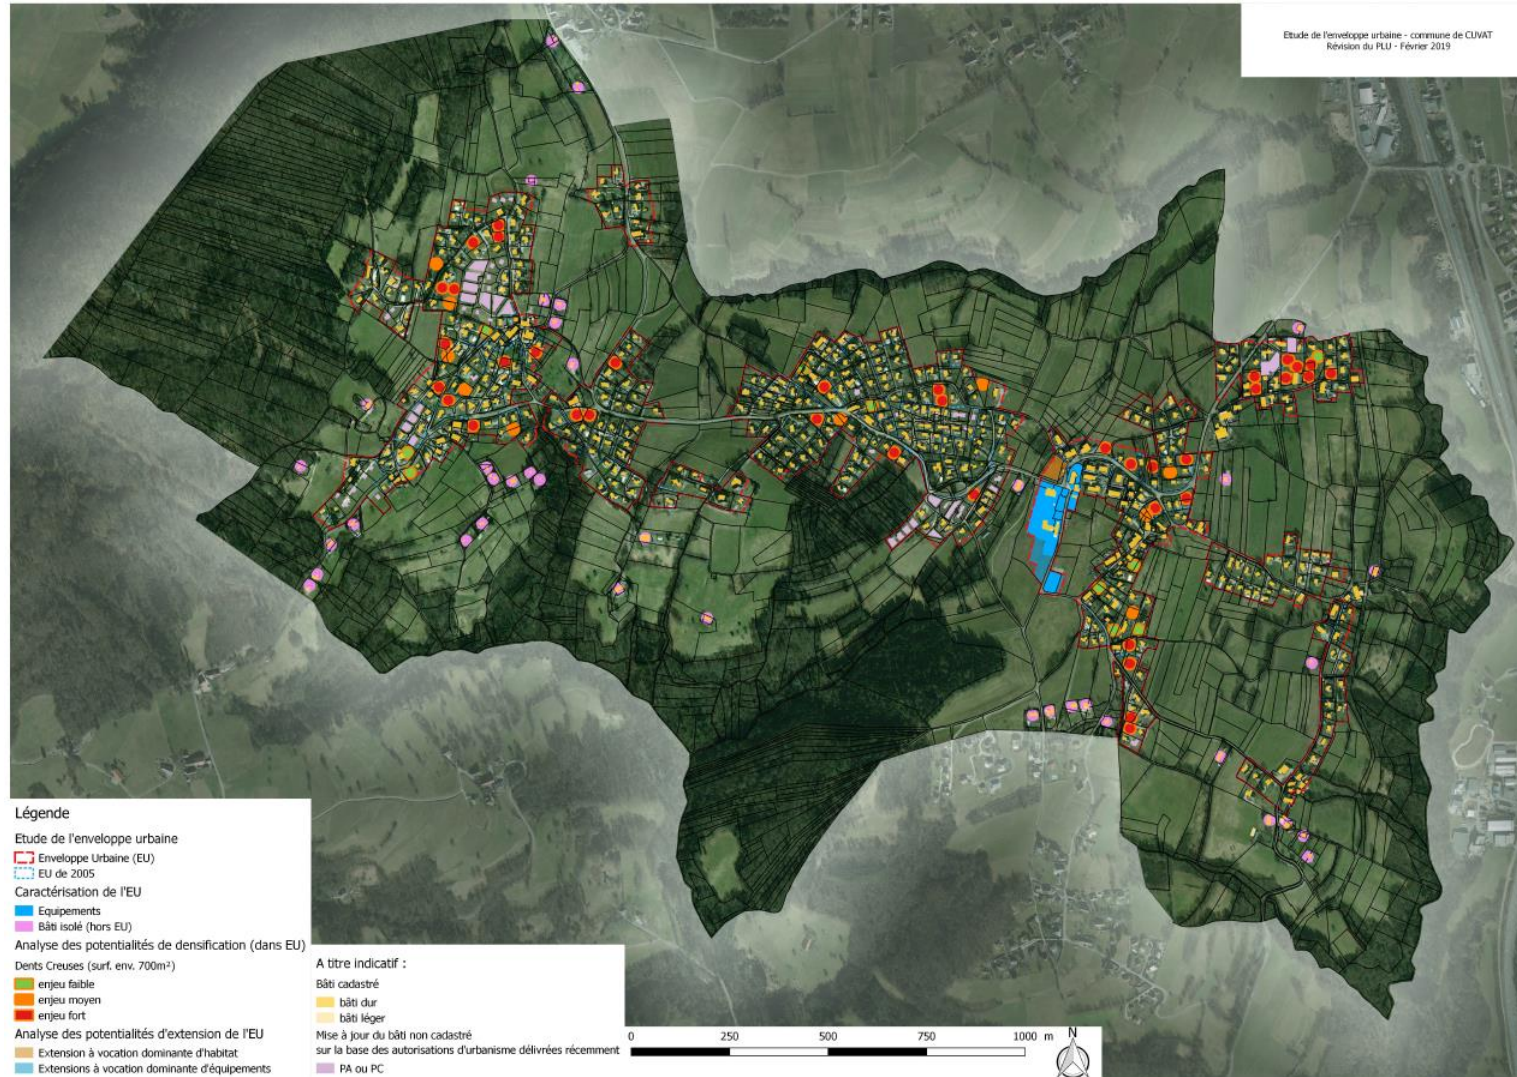 Etude de l'enveloppe urbaine - commune de CUVAT
Révision du PLU - Février 2019
Légende
Etude de l'enveloppe urbaine
Enveloppe Urbaine (EU)
EU de 2005
Caractérisation de l'EU
Equipements
Bâti isolé (hors EU)
Analyse des potentialités de densification (dans EU)
Dents Creuses (surf. env. 700m²)
enjeu faible
enjeu moyen
enjeu fort
Analyse des potentialités d'extension de l'EU
Extension à vocation dominante d'habitat
Extensions à vocation dominante d'équipements
A titre indicatif :
Bâti cadastré
bâti dur
bâti léger
Mise à jour du bâti non cadastré
sur la base des autorisations d'urbanisme délivrées récemment
PA ou PC
0 250 500 750 1000 m
N